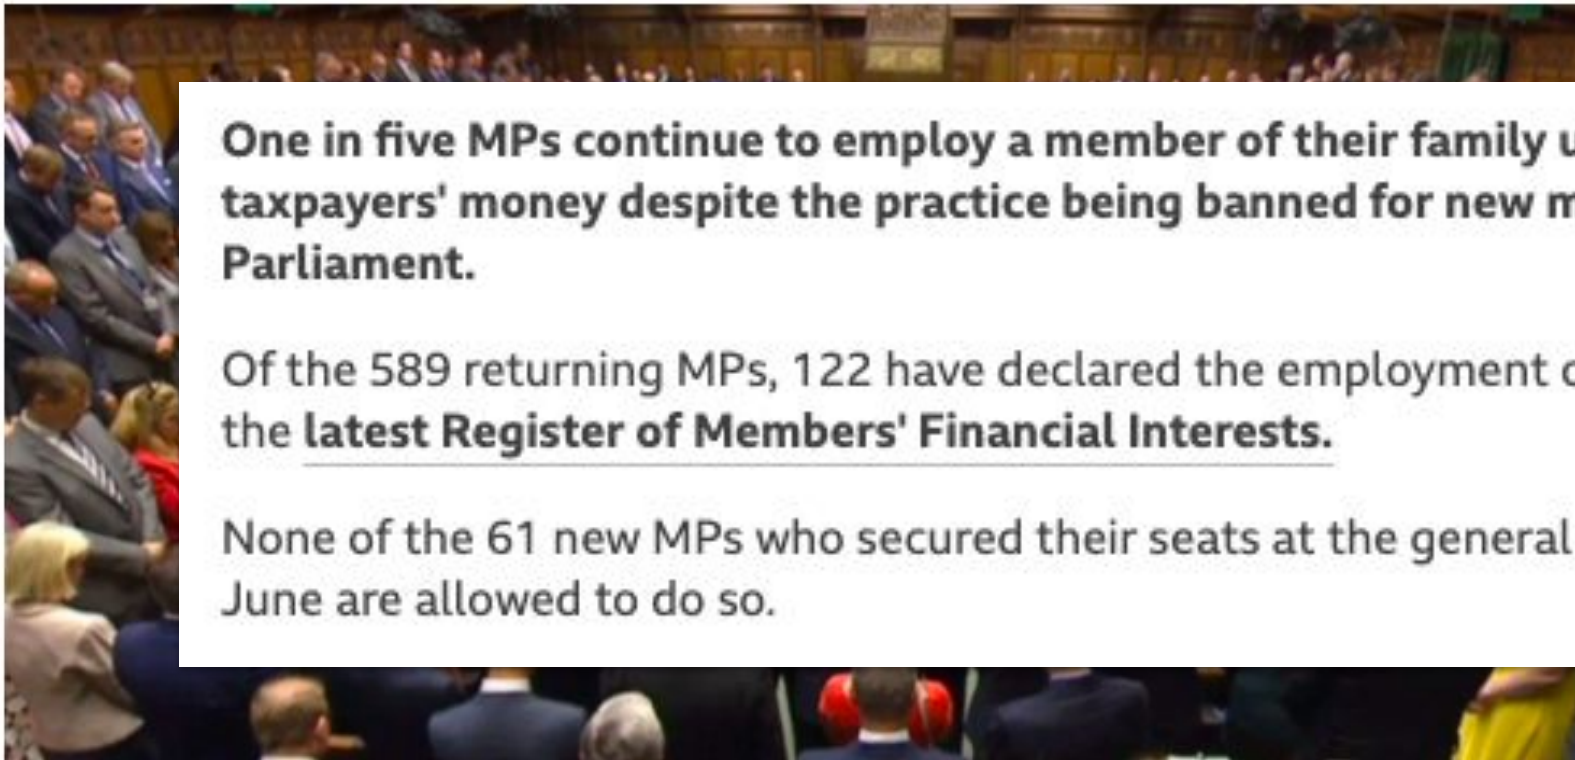 One in five MPs continue to employ a member of their family
taxpayers' money despite the practice being banned for new
Parliament.
Of the 589 returning MPs, 122 have declared the employment
the latest Register of Members' Financial Interests.
None of the 61 new MPs who secured their seats at the general
June are allowed to do so.